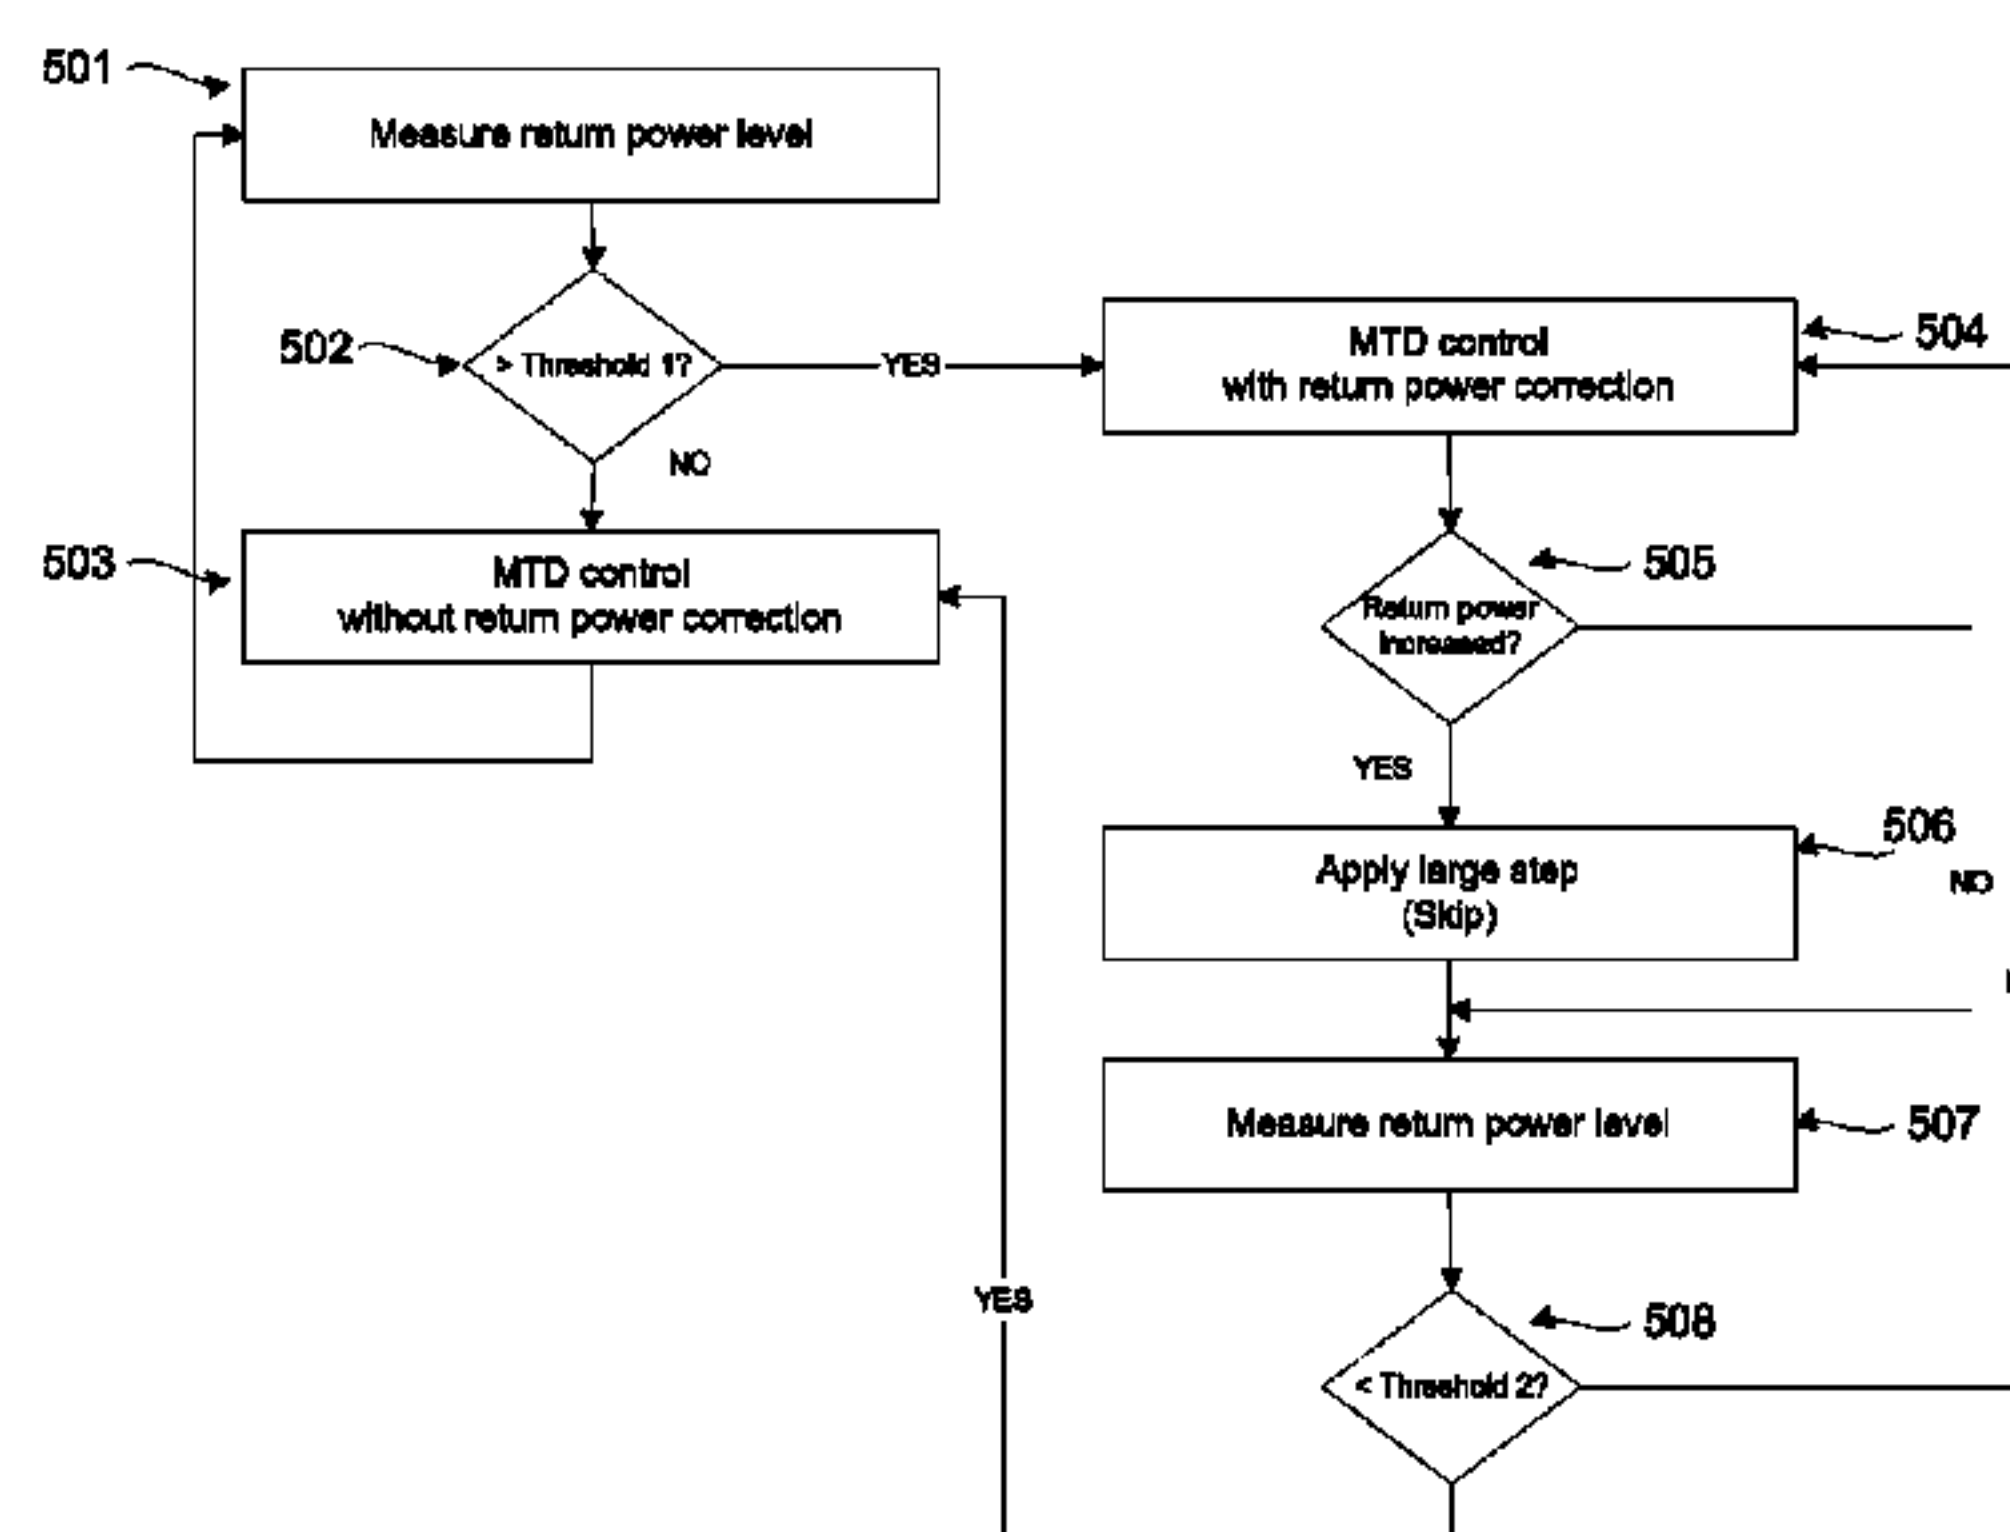 501
Measure return power level
502
> Threshold 1?
YES
NO
503
MTD control
without return power correction
504
MTD control
with return power correction
505
Return power
increased?
YES
506
Apply large step
(Skip)
NO
507
Measure return power level
508
< Threshold 2?
YES